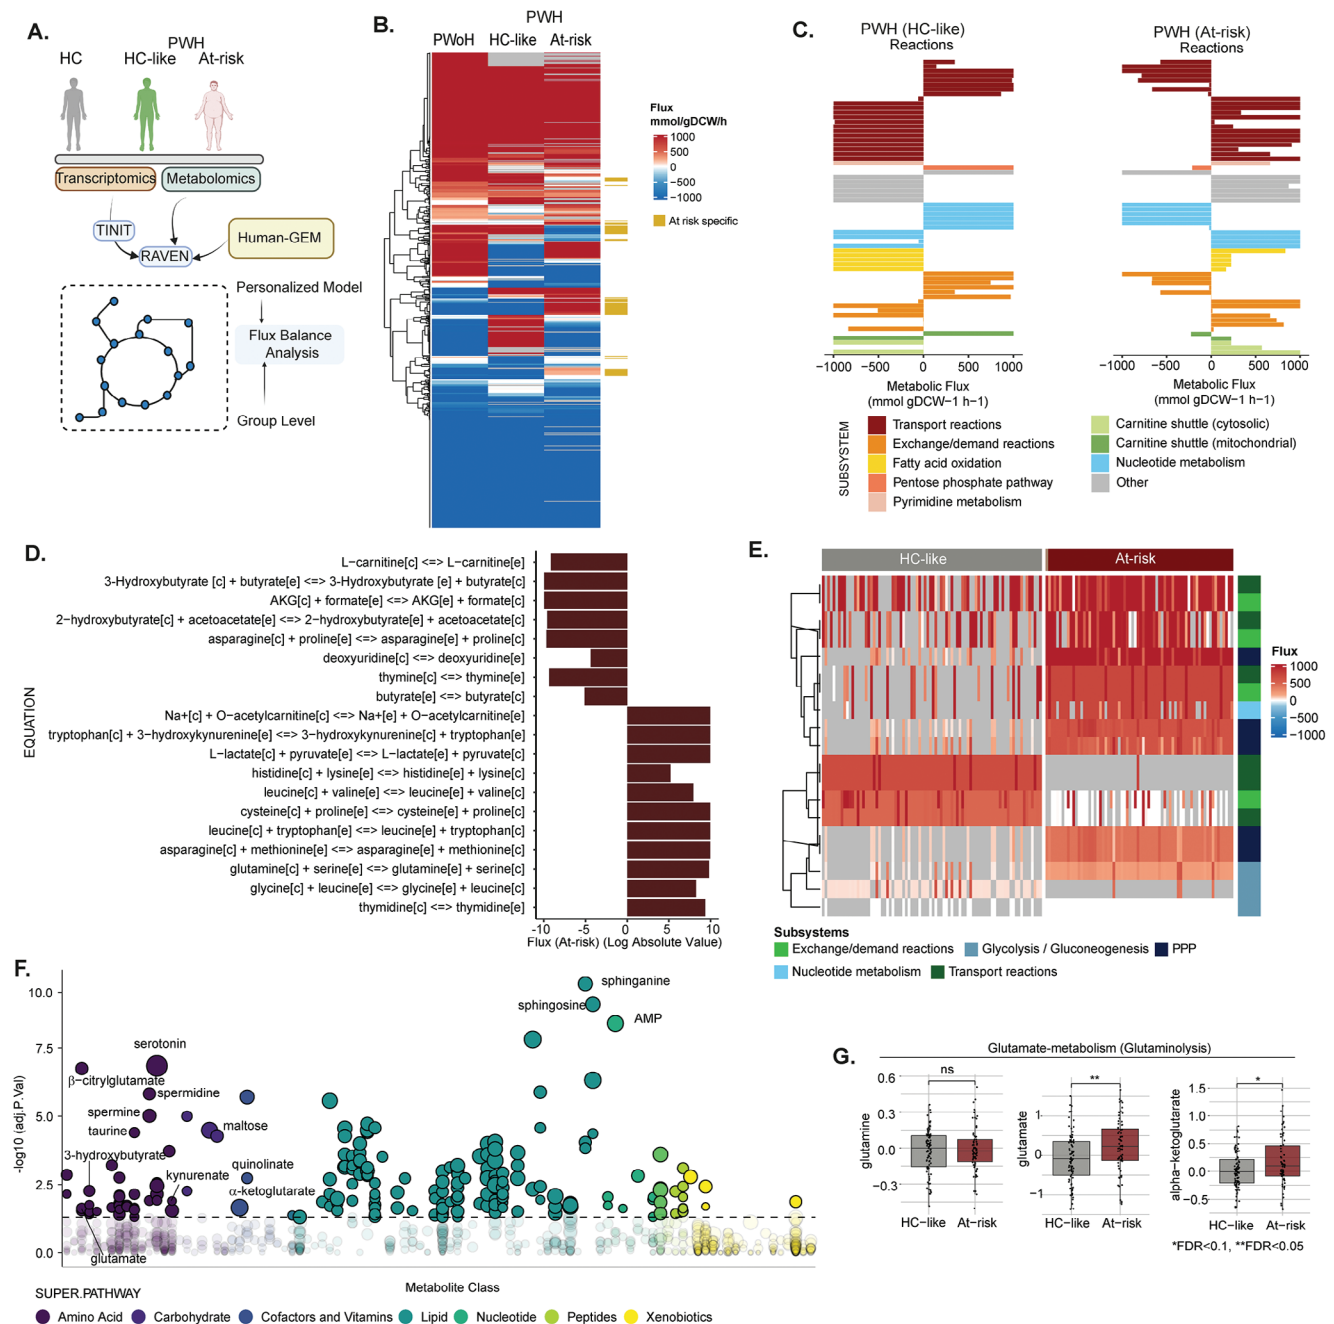 A.
PWH
HC
HC-like
At-risk
Transcriptomics
Metabolomics
TINIT
RAVEN
Human-GEM
Personalized Model
Flux Balance
Analysis
Group Level
B.
PWH
PWoH
HC-like
At-risk
Flux
mmol/gDCW/h
1000
500
0
−500
−1000
At risk specific
C.
PWH (HC-like)
Reactions
PWH (At-risk)
Reactions
−1000
−500
0
500
1000
Metabolic Flux
(mmol gDCW−1 h−1)
−1000
−500
0
500
1000
Metabolic Flux
(mmol gDCW−1 h−1)
SUBSYSTEM
Transport reactions
Exchange/demand reactions
Fatty acid oxidation
Pentose phosphate pathway
Pyrimidine metabolism
Carnitine shuttle (cytosolic)
Carnitine shuttle (mitochondrial)
Nucleotide metabolism
Other
D.
EQUATION
L−carnitine[c] <=> L−carnitine[e]
3-Hydroxybutyrate [c] + butyrate[e] <=> 3-Hydroxybutyrate [e] + butyrate[c]
AKG[c] + formate[e] <=> AKG[e] + formate[c]
2−hydroxybutyrate[c] + acetoacetate[e] <=> 2−hydroxybutyrate[e] + acetoacetate[c]
asparagine[c] + proline[e] <=> asparagine[e] + proline[c]
deoxyuridine[c] <=> deoxyuridine[e]
thymine[c] <=> thymine[e]
butyrate[e] <=> butyrate[c]
Na+[c] + O−acetylcarnitine[c] <=> Na+[e] + O−acetylcarnitine[e]
tryptophan[c] + 3−hydroxykynurenine[e] <=> 3−hydroxykynurenine[c] + tryptophan[e]
L−lactate[c] + pyruvate[e] <=> L−lactate[e] + pyruvate[c]
histidine[c] + lysine[e] <=> histidine[e] + lysine[c]
leucine[c] + valine[e] <=> leucine[e] + valine[c]
cysteine[c] + proline[e] <=> cysteine[e] + proline[c]
leucine[c] + tryptophan[e] <=> leucine[e] + tryptophan[c]
asparagine[c] + methionine[e] <=> asparagine[e] + methionine[c]
glutamine[c] + serine[e] <=> glutamine[e] + serine[c]
glycine[c] + leucine[e] <=> glycine[e] + leucine[c]
thymidine[c] <=> thymidine[e]
-10
-5
0
5
10
Flux (At-risk) (Log Absolute Value)
E.
HC-like
At-risk
Flux
1000
500
0
−500
−1000
Subsystems
Exchange/demand reactions
Glycolysis / Gluconeogenesis
PPP
Nucleotide metabolism
Transport reactions
F.
-log10 (adj.P.Val)
10.0
7.5
5.0
2.5
0.0
sphinganine
sphingosine
AMP
serotonin
β−citrylglutamate
spermidine
spermine
taurine
maltose
3-hydroxybutyrate
kynurenate
quinolinate
α−ketoglutarate
glutamate
Metabolite Class
SUPER.PATHWAY
Amino Acid
Carbohydrate
Cofactors and Vitamins
Lipid
Nucleotide
Peptides
Xenobiotics
G.
Glutamate-metabolism (Glutaminolysis)
glutamine
0.6
0.3
0.0
−0.3
ns
HC−like
At−risk
glutamate
1
0
−1
**
HC−like
At−risk
alpha−ketoglutarate
1.5
1.0
0.5
0.0
−0.5
*
HC−like
At−risk
*FDR<0.1, **FDR<0.05